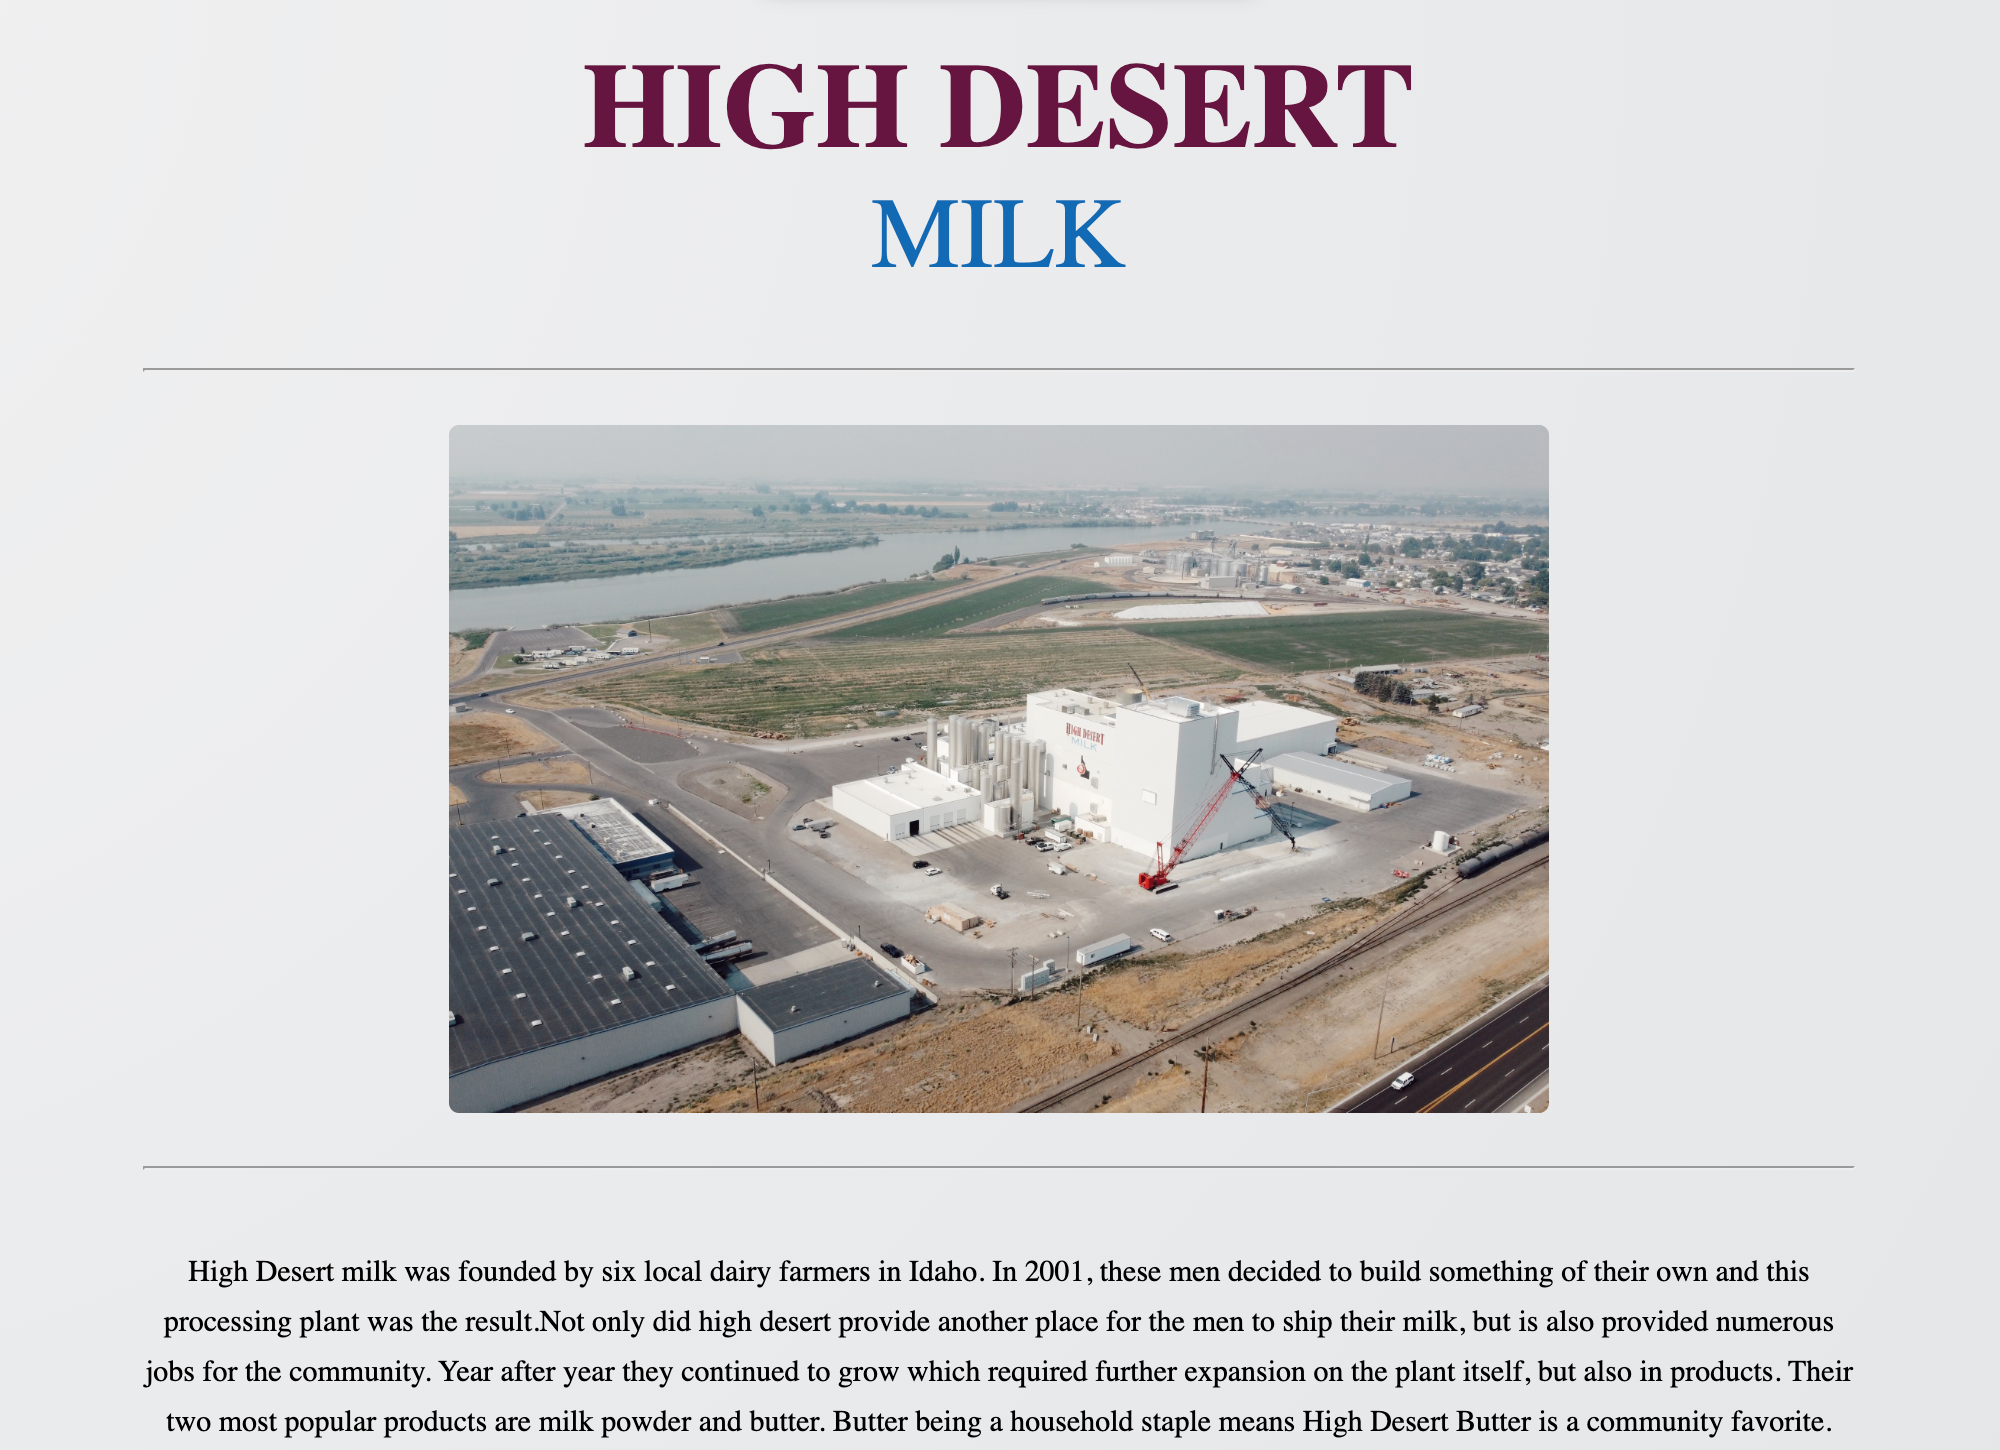 HIGH DESERT
MILK
HIGH DESERT
MILK
High Desert milk was founded by six local dairy farmers in Idaho. In 2001, these men decided to build something of their own and this
processing plant was the result.Not only did high desert provide another place for the men to ship their milk, but is also provided numerous
jobs for the community. Year after year they continued to grow which required further expansion on the plant itself, but also in products. Their
two most popular products are milk powder and butter. Butter being a household staple means High Desert Butter is a community favorite.